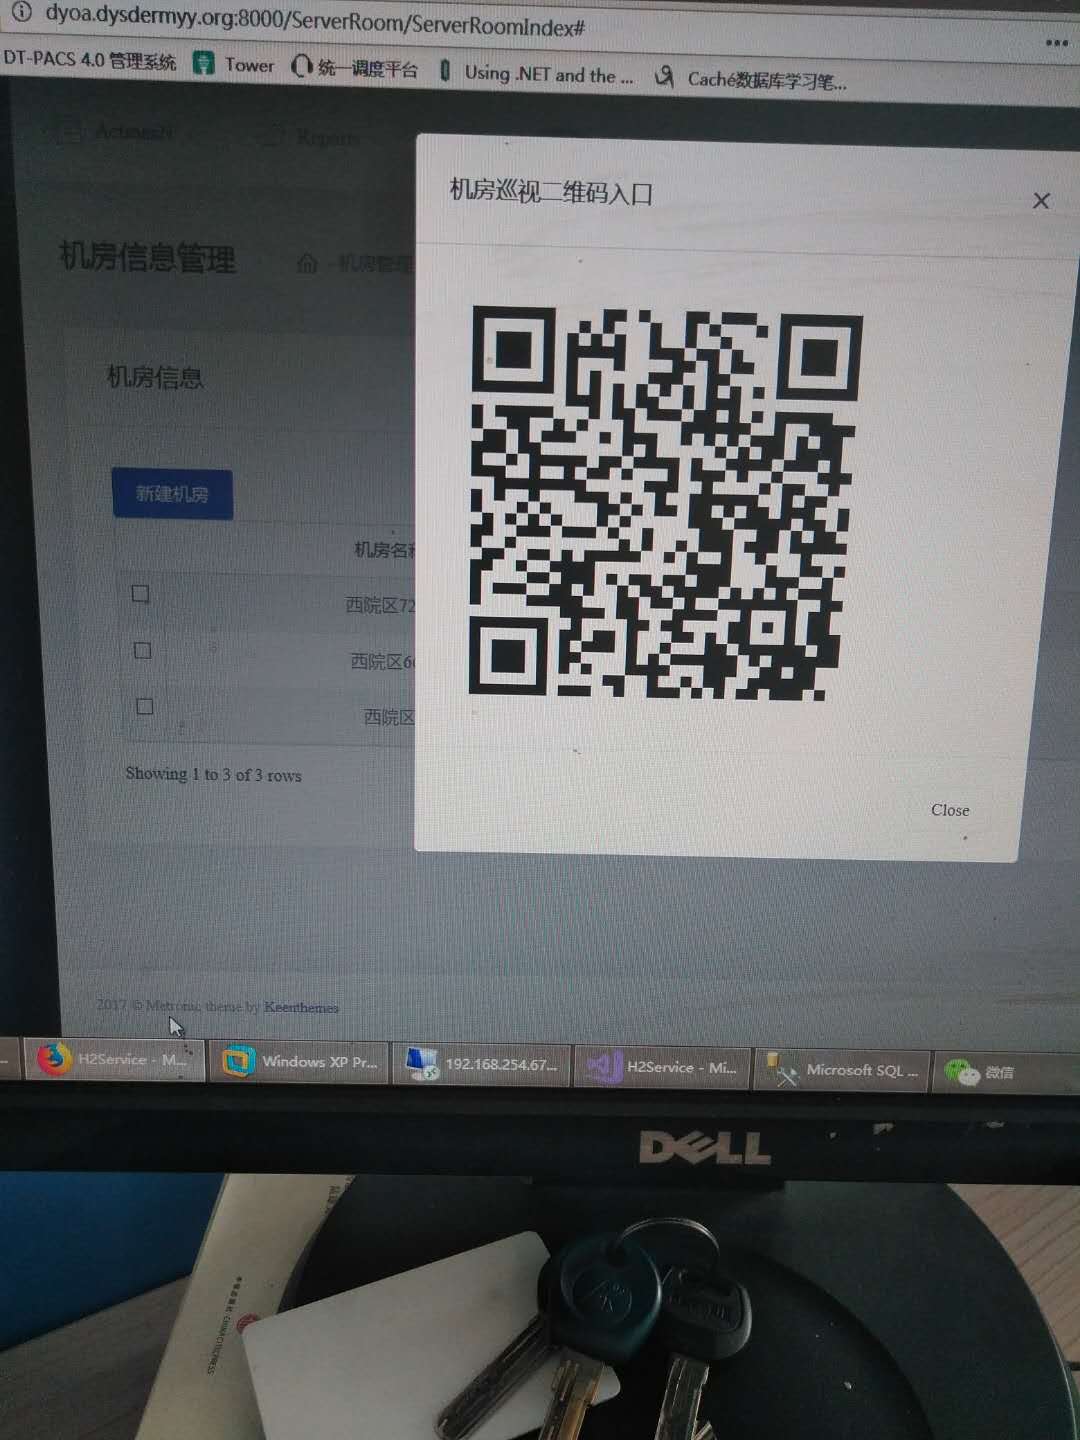 dyoa.dysdermyy.org:8000/ServerRoom/ServerRoomIndex#
DT-PACS 4.0 管理系统 Tower 统一调度平台 Using .NET and the ... Caché数据库学习笔...
Reports
机房巡视二维码入口
机房信息管理 - 机房管理
机房信息
新建机房
机房名称
西院区72
西院区6
西院区
Showing 1 to 3 of 3 rows
Close
2017 © Metronic theme by Keenthemes
H2Service - M... Windows XP Pr... 192.168.254.67... H2Service - Mi... Microsoft SQL ... 微信
DELL